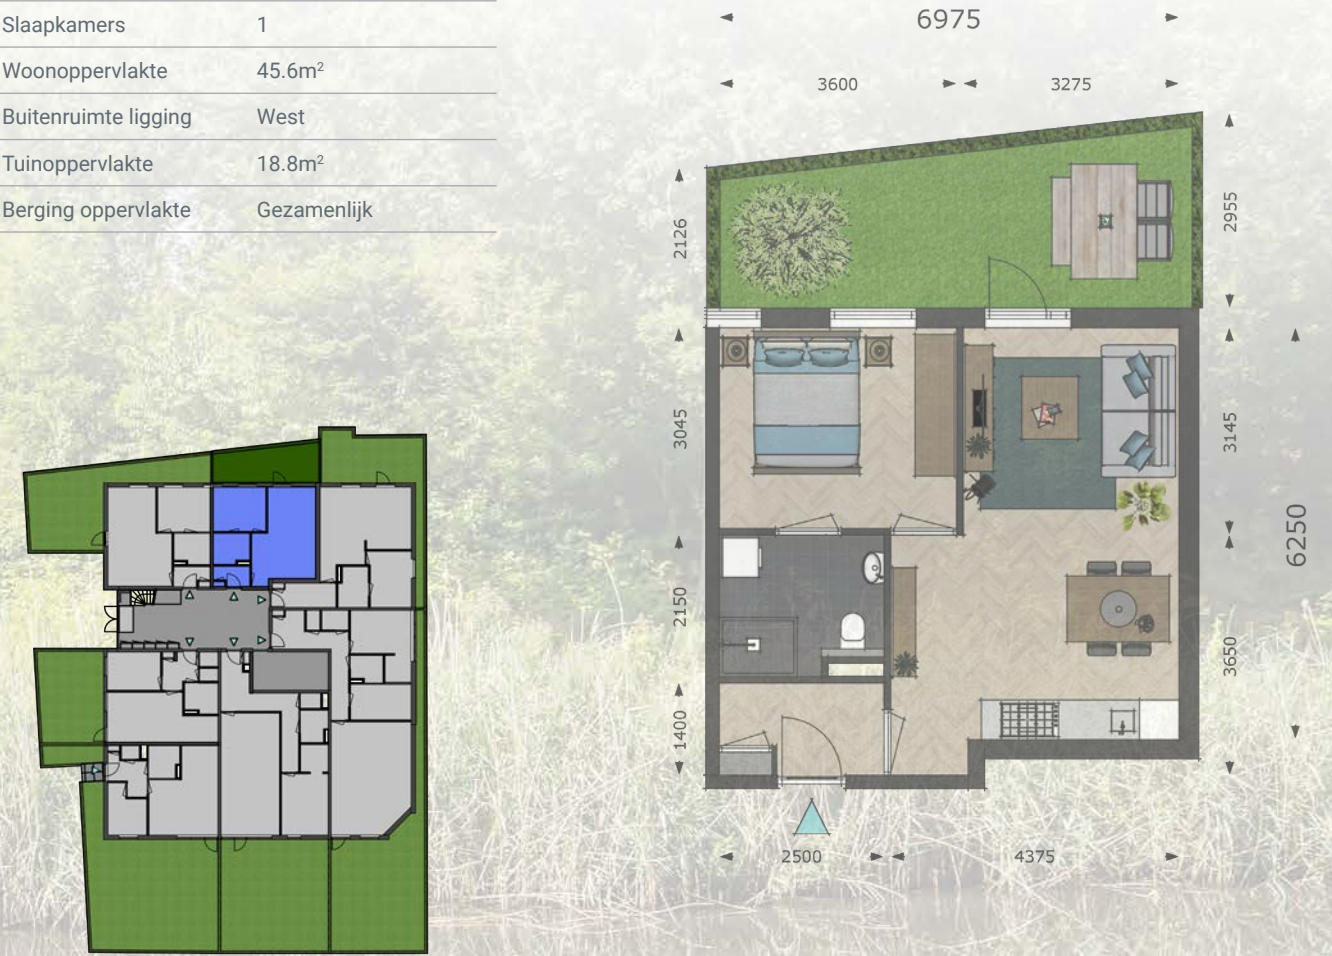 Slaapkamers 1
Woonoppervlakte 45.6m²
Buitenruimte ligging West
Tuinoppervlakte 18.8m²
Berging oppervlakte Gezamenlijk
6975
3600 3275
2126
2955
3045
3145
6250
2150
3650
1400
2500 4375